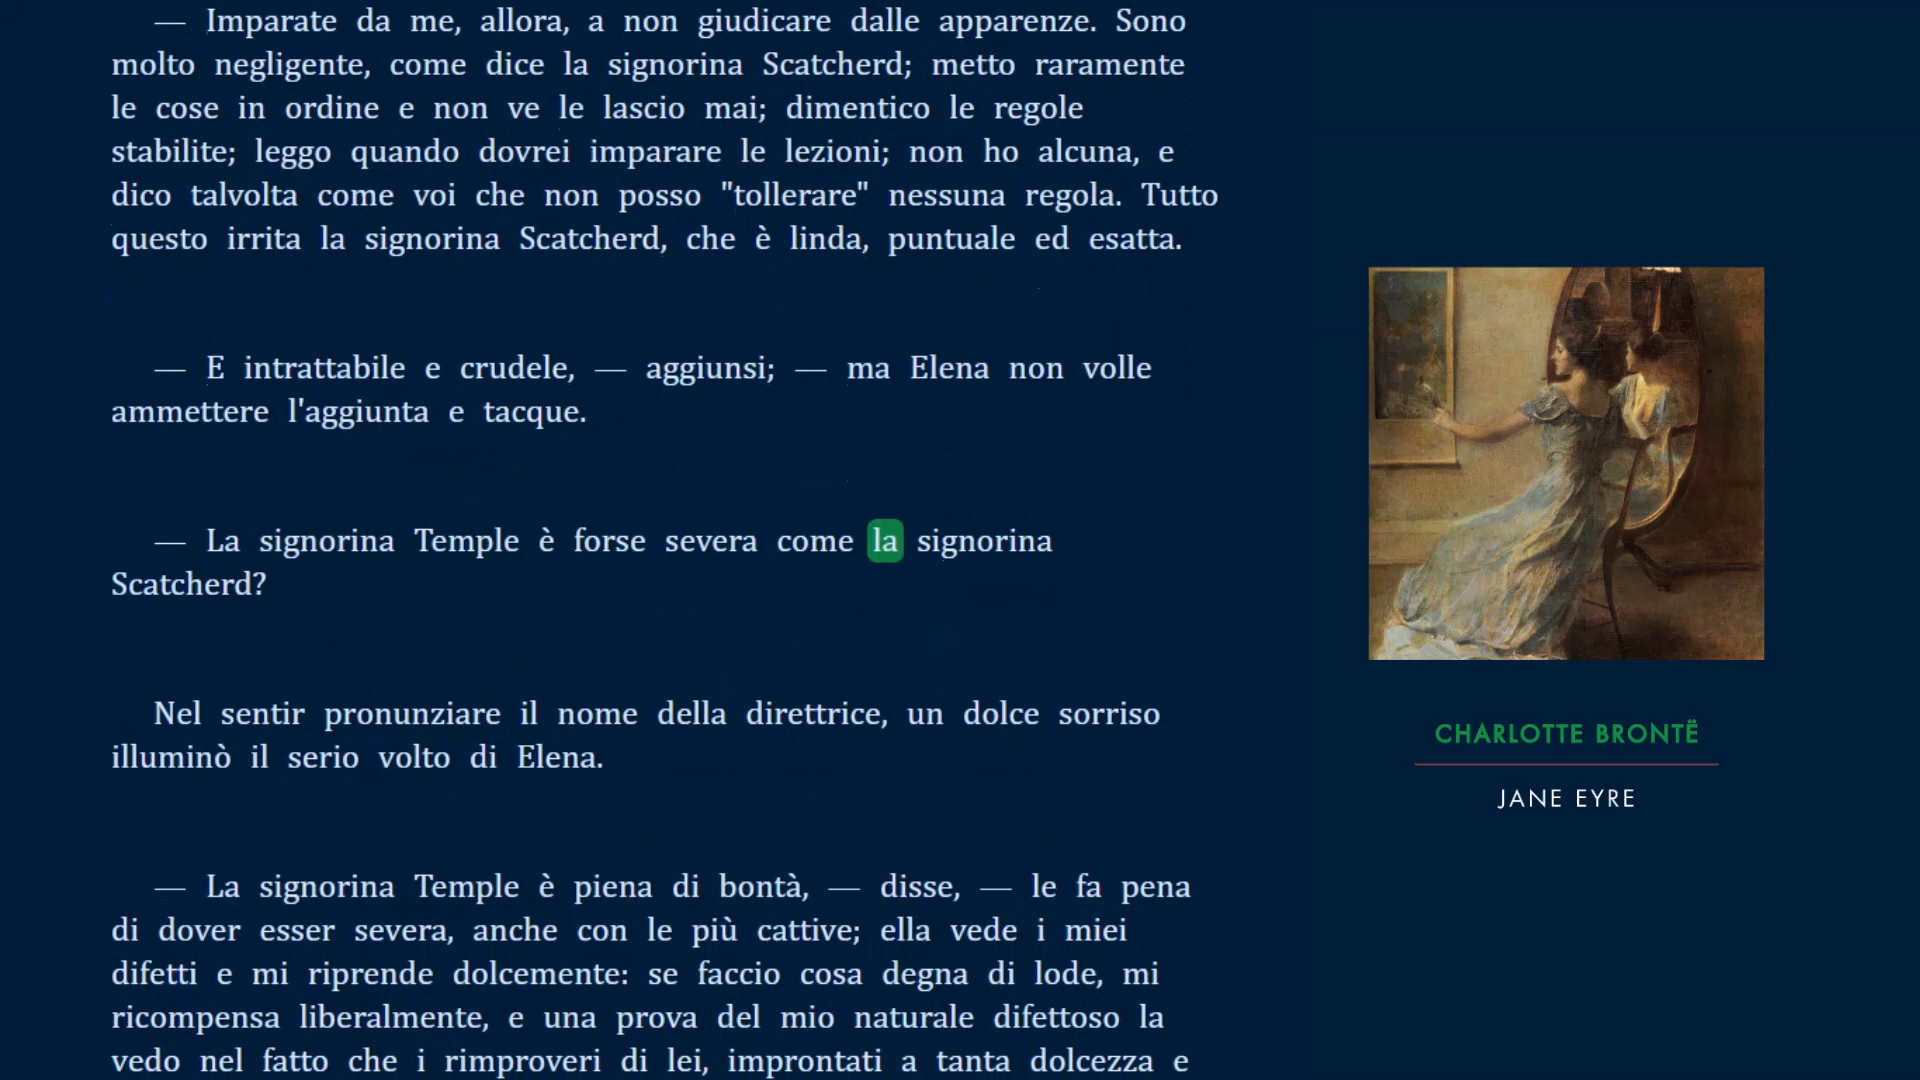 — Imparate da me, allora, a non giudicare dalle apparenze. Sono
molto negligente, come dice la signorina Scatcherd; metto raramente
le cose in ordine e non ve le lascio mai; dimentico le regole
stabilite; leggo quando dovrei imparare le lezioni; non ho alcuna, e
dico talvolta come voi che non posso "tollerare" nessuna regola. Tutto
questo irrita la signorina Scatcherd, che è linda, puntuale ed esatta.
— E intrattabile e crudele, — aggiunsi; — ma Elena non volle
ammettere l'aggiunta e tacque.
— La signorina Temple è forse severa come la signorina
Scatcherd?
Nel sentir pronunziare il nome della direttrice, un dolce sorriso
illuminò il serio volto di Elena.
— La signorina Temple è piena di bontà, — disse, — le fa pena
di dover esser severa, anche con le più cattive; ella vede i miei
difetti e mi riprende dolcemente: se faccio cosa degna di lode, mi
ricompensa liberalmente, e una prova del mio naturale difettoso la
vedo nel fatto che i rimproveri di lei, improntati a tanta dolcezza e
CHARLOTTE BRONTË
JANE EYRE